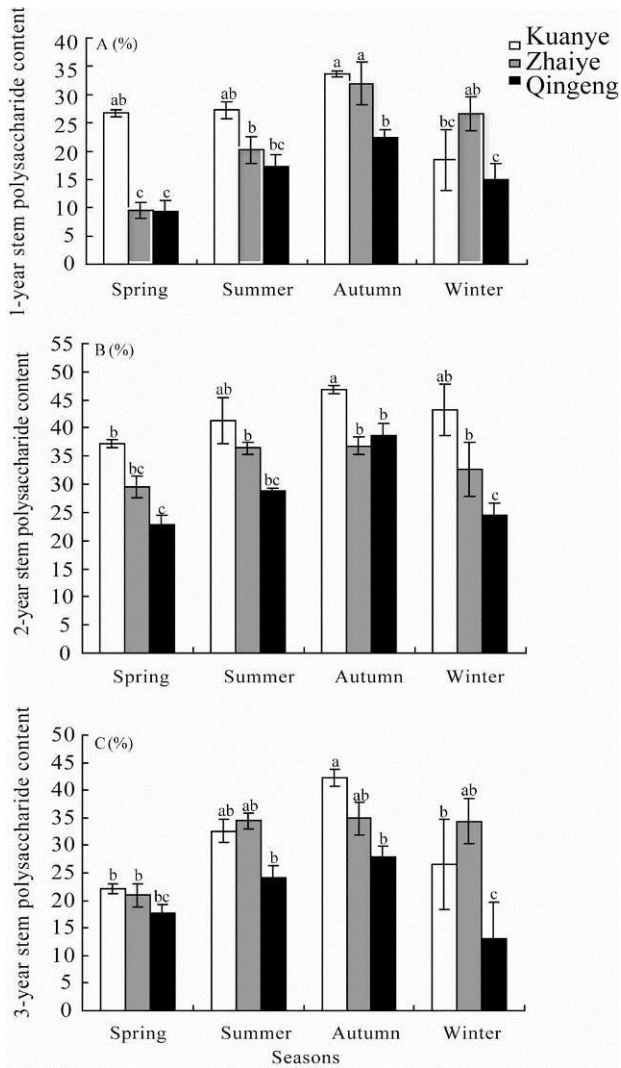 1-year stem polysaccharide content
A (%)
40
35
30
25
20
15
10
5
0
ab
c
c
ab
b
bc
a
a
b
bc
ab
c
Spring
Summer
Autumn
Winter
Kuanye
Zhaiye
Qingeng
2-year stem polysaccharide content
B (%)
55
50
45
40
35
30
25
20
15
10
5
0
b
bc
c
ab
b
bc
a
b
b
ab
b
c
Spring
Summer
Autumn
Winter
3-year stem polysaccharide content
C (%)
50
45
40
35
30
25
20
15
10
5
0
b
b
bc
ab
ab
b
a
ab
b
b
ab
c
Spring
Summer
Autumn
Winter
Seasons